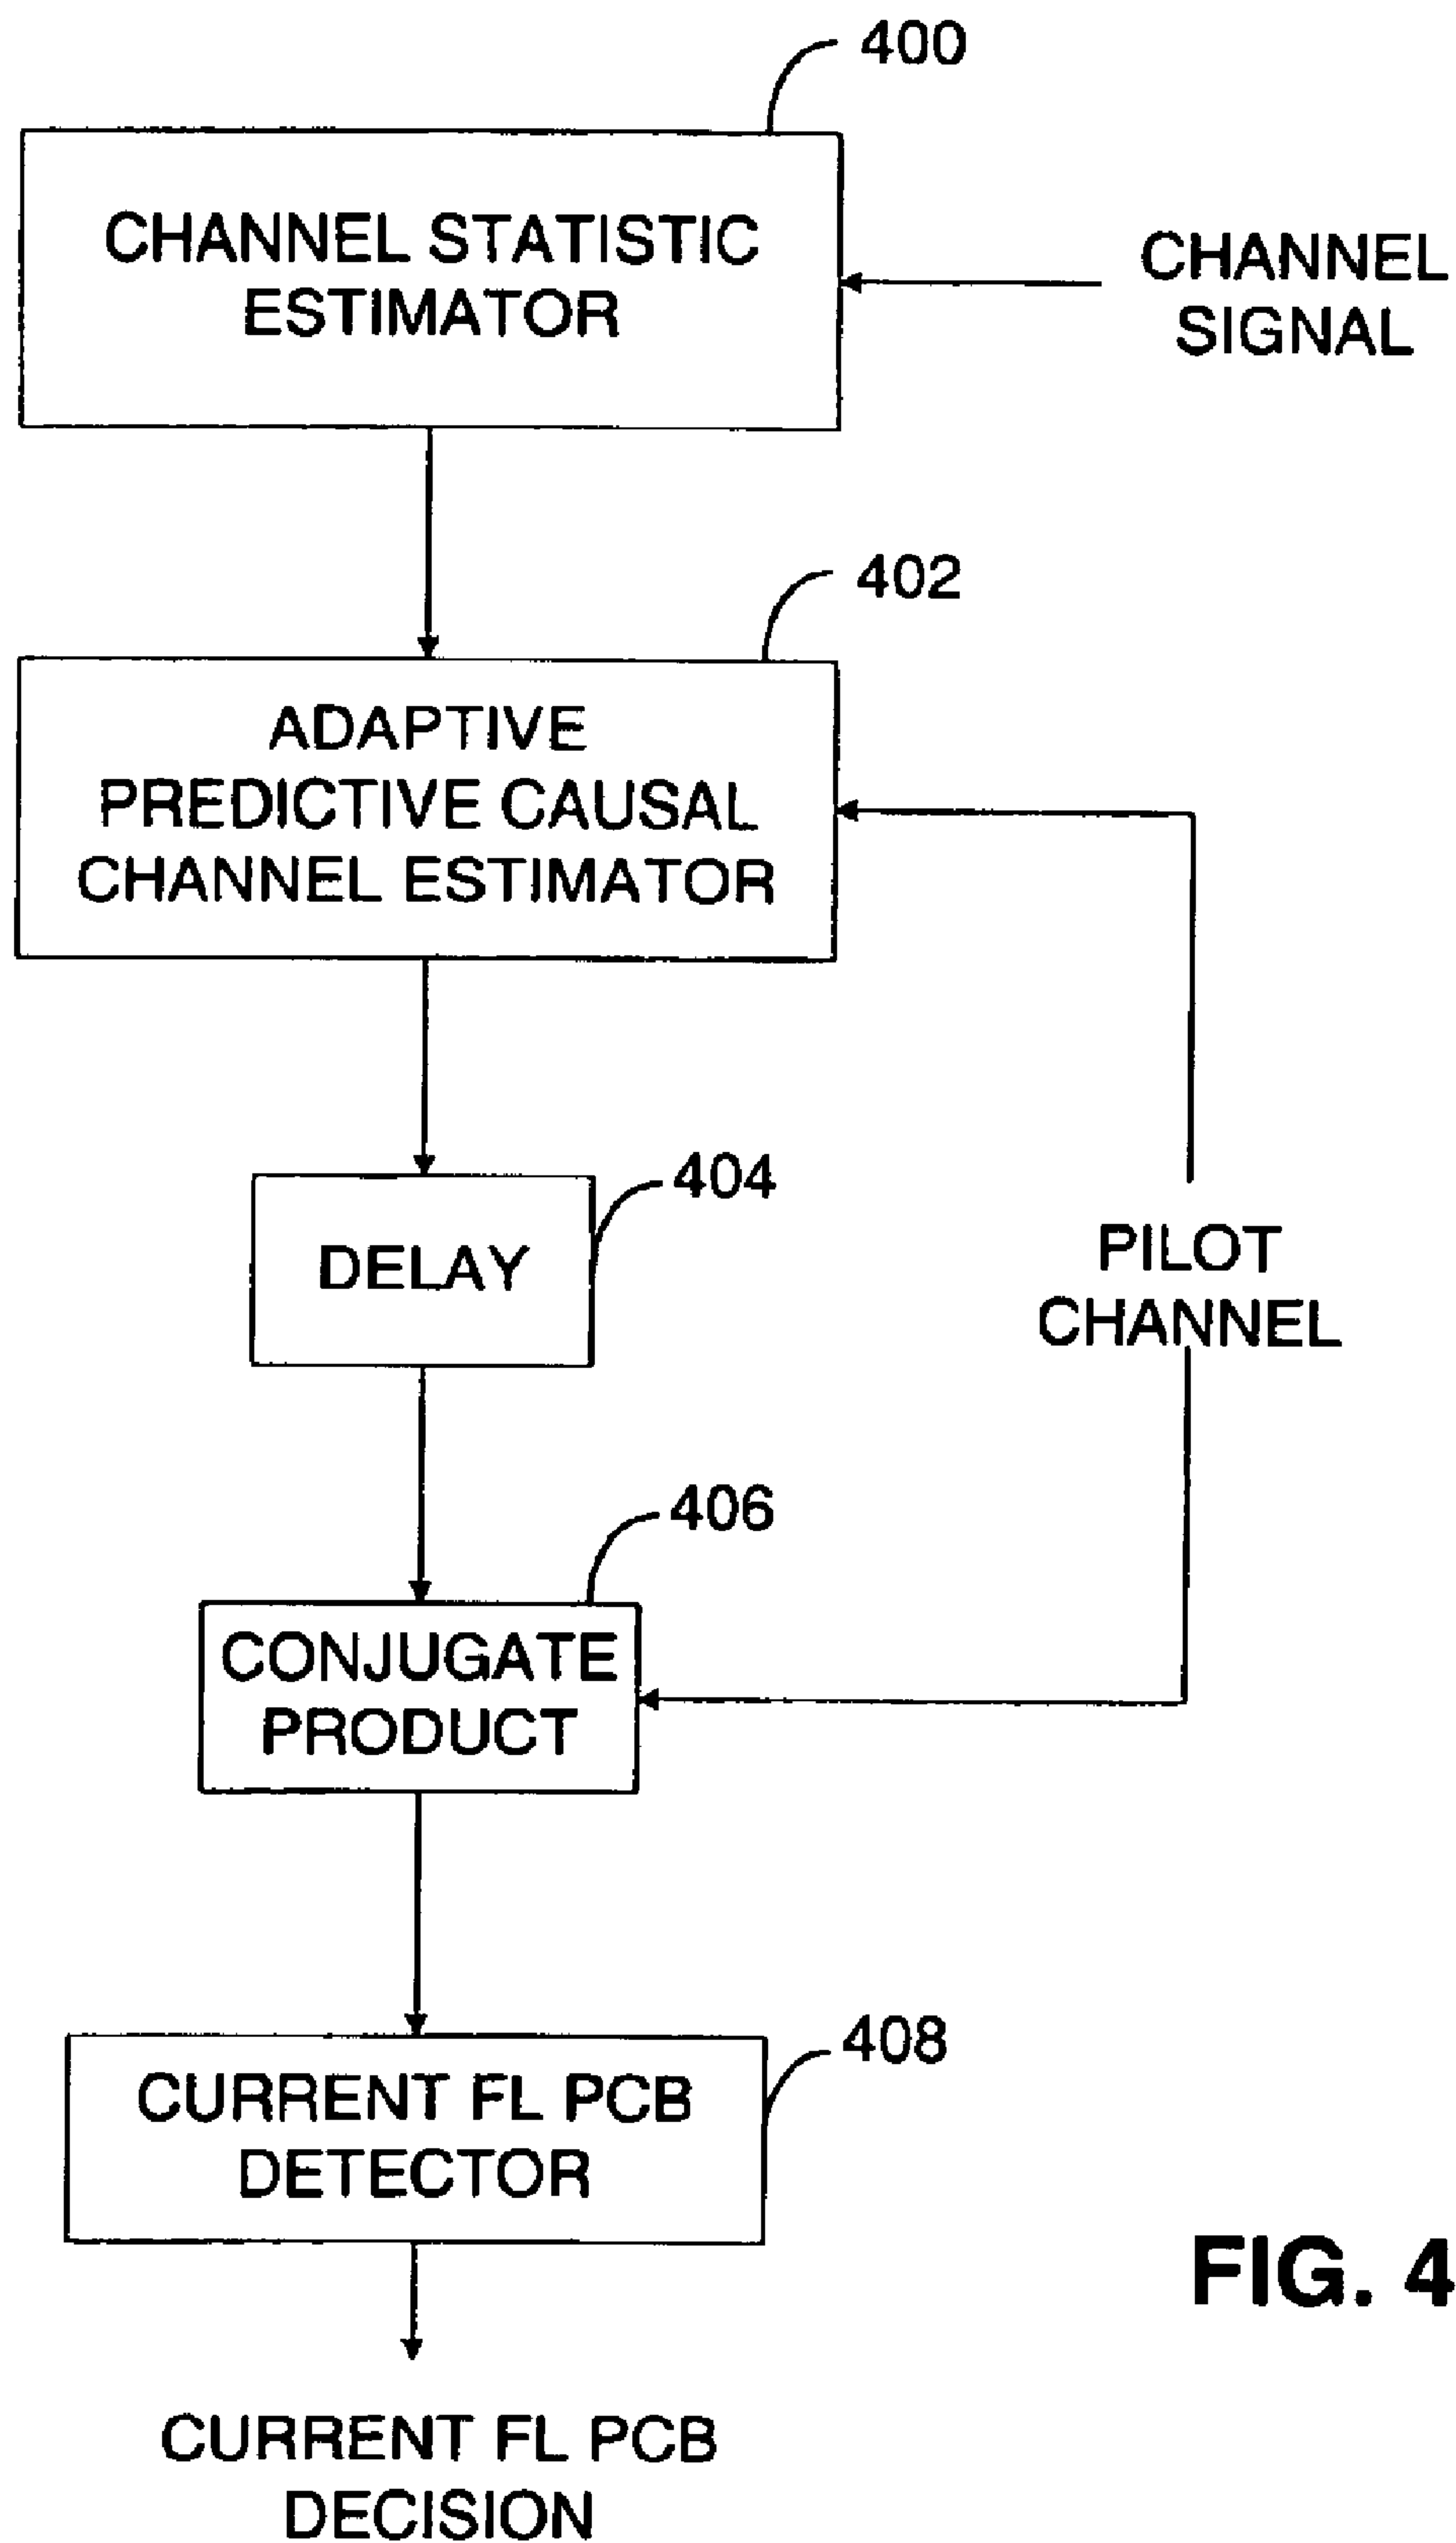 400
CHANNEL STATISTIC
ESTIMATOR
CHANNEL
SIGNAL
402
ADAPTIVE
PREDICTIVE CAUSAL
CHANNEL ESTIMATOR
404
DELAY
PILOT
CHANNEL
406
CONJUGATE
PRODUCT
408
CURRENT FL PCB
DETECTOR
FIG. 4
CURRENT FL PCB
DECISION